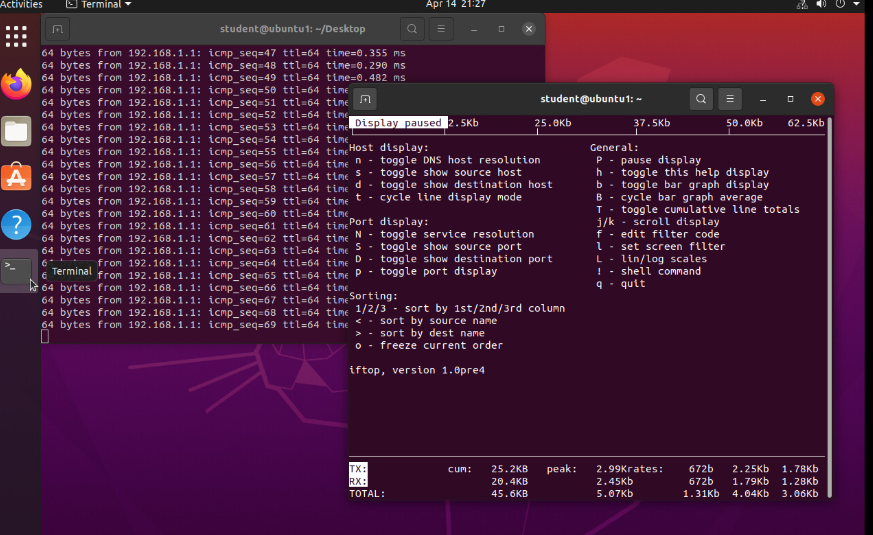 Activities
Terminal
Apr 14 21:27
student@ubuntu1: ~/Desktop
64 bytes from 192.168.1.1: icmp_seq=47 ttl=64 time=0.355 ms
64 bytes from 192.168.1.1: icmp_seq=48 ttl=64 time=0.290 ms
64 bytes from 192.168.1.1: icmp_seq=49 ttl=64 time=0.482 ms
64 bytes from 192.168.1.1: icmp_seq=50 ttl=64 time
64 bytes from 192.168.1.1: icmp_seq=51 ttl=64 time
64 bytes from 192.168.1.1: icmp_seq=52 ttl=64 time
64 bytes from 192.168.1.1: icmp_seq=53 ttl=64 time
64 bytes from 192.168.1.1: icmp_seq=54 ttl=64 time
64 bytes from 192.168.1.1: icmp_seq=55 ttl=64 time
64 bytes from 192.168.1.1: icmp_seq=56 ttl=64 time
64 bytes from 192.168.1.1: icmp_seq=57 ttl=64 time
64 bytes from 192.168.1.1: icmp_seq=58 ttl=64 time
64 bytes from 192.168.1.1: icmp_seq=59 ttl=64 time
64 bytes from 192.168.1.1: icmp_seq=60 ttl=64 time
64 bytes from 192.168.1.1: icmp_seq=61 ttl=64 time
64 bytes from 192.168.1.1: icmp_seq=62 ttl=64 time
64 bytes from 192.168.1.1: icmp_seq=63 ttl=64 time
64 bytes from 192.168.1.1: icmp_seq=64 ttl=64 time
64 bytes from 192.168.1.1: icmp_seq=65 ttl=64 time
64 bytes from 192.168.1.1: icmp_seq=66 ttl=64 time
64 bytes from 192.168.1.1: icmp_seq=67 ttl=64 time
64 bytes from 192.168.1.1: icmp_seq=68 ttl=64 time
64 bytes from 192.168.1.1: icmp_seq=69 ttl=64 time
Terminal
student@ubuntu1: ~
Display paused 2.5Kb 25.0Kb 37.5Kb 50.0Kb 62.5Kb
Host display: General:
n - toggle DNS host resolution P - pause display
s - toggle show source host h - toggle this help display
d - toggle show destination host b - toggle bar graph display
t - cycle line display mode B - cycle bar graph average
T - toggle cumulative line totals
Port display: j/k - scroll display
N - toggle service resolution f - edit filter code
S - toggle show source port l - set screen filter
D - toggle show destination port L - lin/log scales
p - toggle port display ! - shell command
q - quit
Sorting:
1/2/3 - sort by 1st/2nd/3rd column
< - sort by source name
> - sort by dest name
o - freeze current order
iftop, version 1.0pre4
TX: cum: 25.2KB peak: 2.99Krates: 672b 2.25Kb 1.78Kb
RX: 20.4KB 2.45Kb 672b 1.79Kb 1.28Kb
TOTAL: 45.6KB 5.07Kb 1.31Kb 4.04Kb 3.06Kb